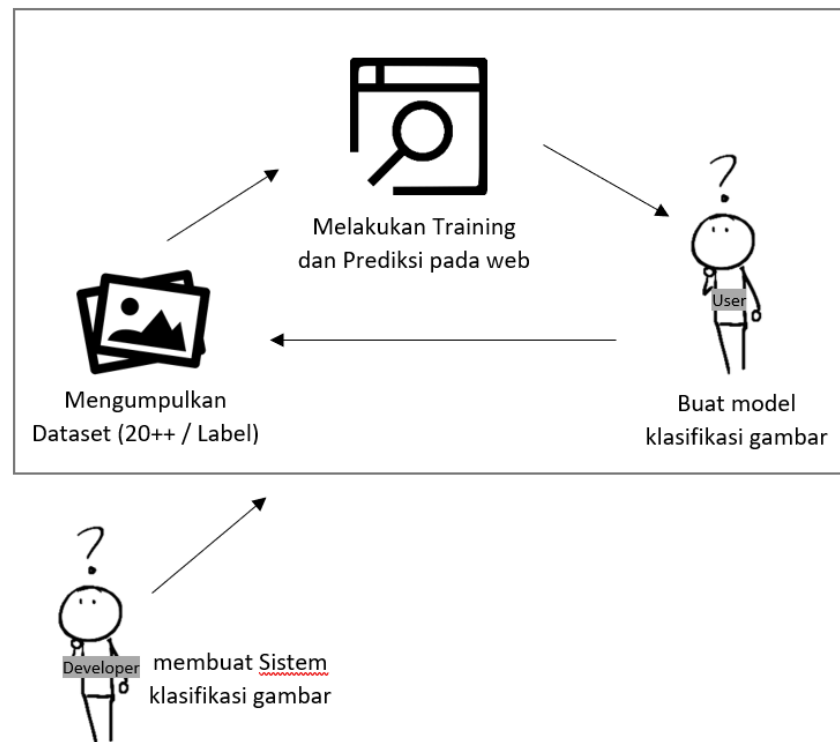 Melakukan Training
dan Prediksi pada web
?
User
Mengumpulkan
Dataset (20++ / Label)
Buat model
klasifikasi gambar
?
Developer
membuat Sistem
klasifikasi gambar